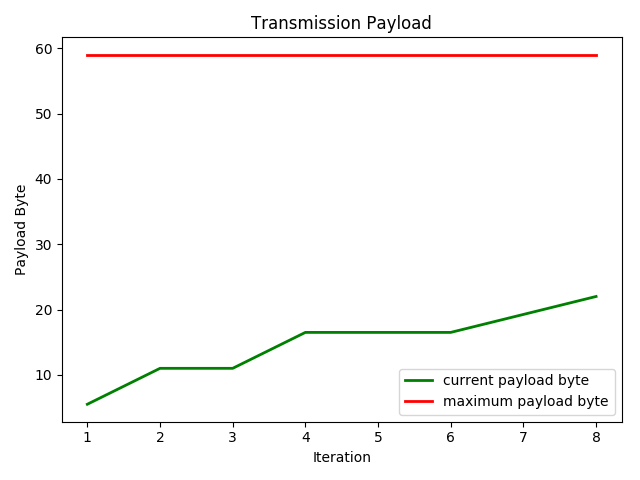 Transmission Payload
Payload Byte
60
50
40
30
20
10
current payload byte
maximum payload byte
1 2 3 4 5 6 7 8
Iteration